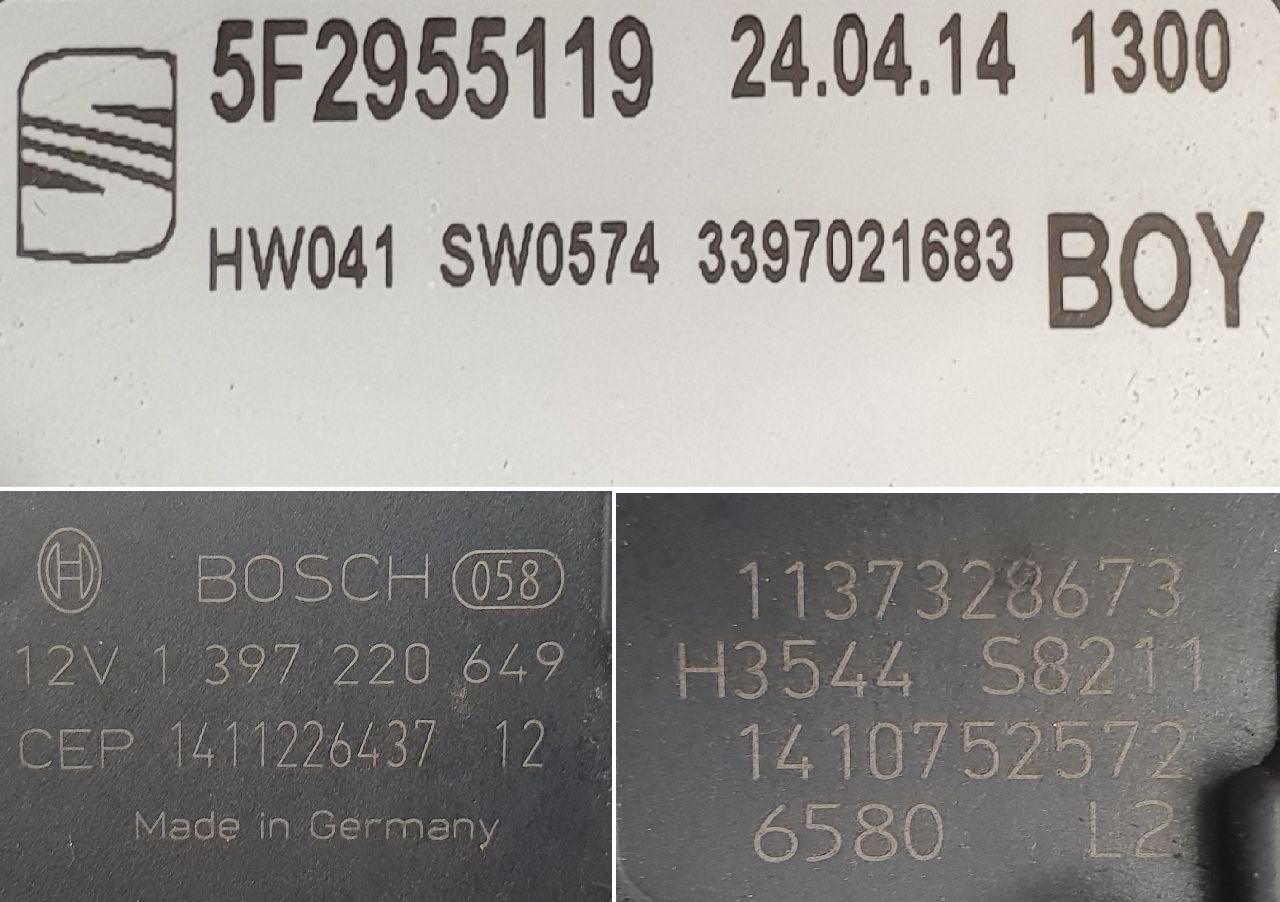 5F2955119 24.04.14 1300
HW041 SW0574 3397021683 BOY
BOSCH 058
12V 1 397 220 649
CEP 1411226437 12
Made in Germany
1137328673
H3544 S8211
1410752572
6580 L2